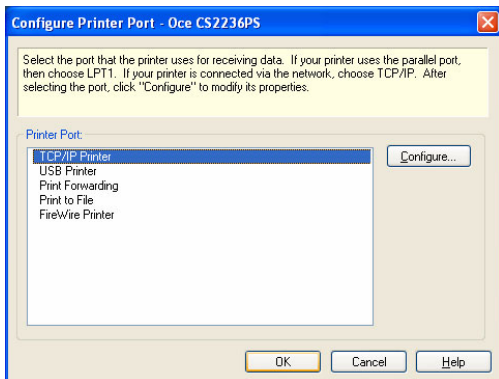 Configure Printer Port - Oce CS2236PS
Select the port that the printer uses for receiving data. If your printer uses the parallel port,
then choose LPT1. If your printer is connected via the network, choose TCP/IP. After
selecting the port, click "Configure" to modify its properties.
Printer Port:
TCP/IP Printer
Configure...
USB Printer
Print Forwarding
Print to File
FireWire Printer
OK
Cancel
Help